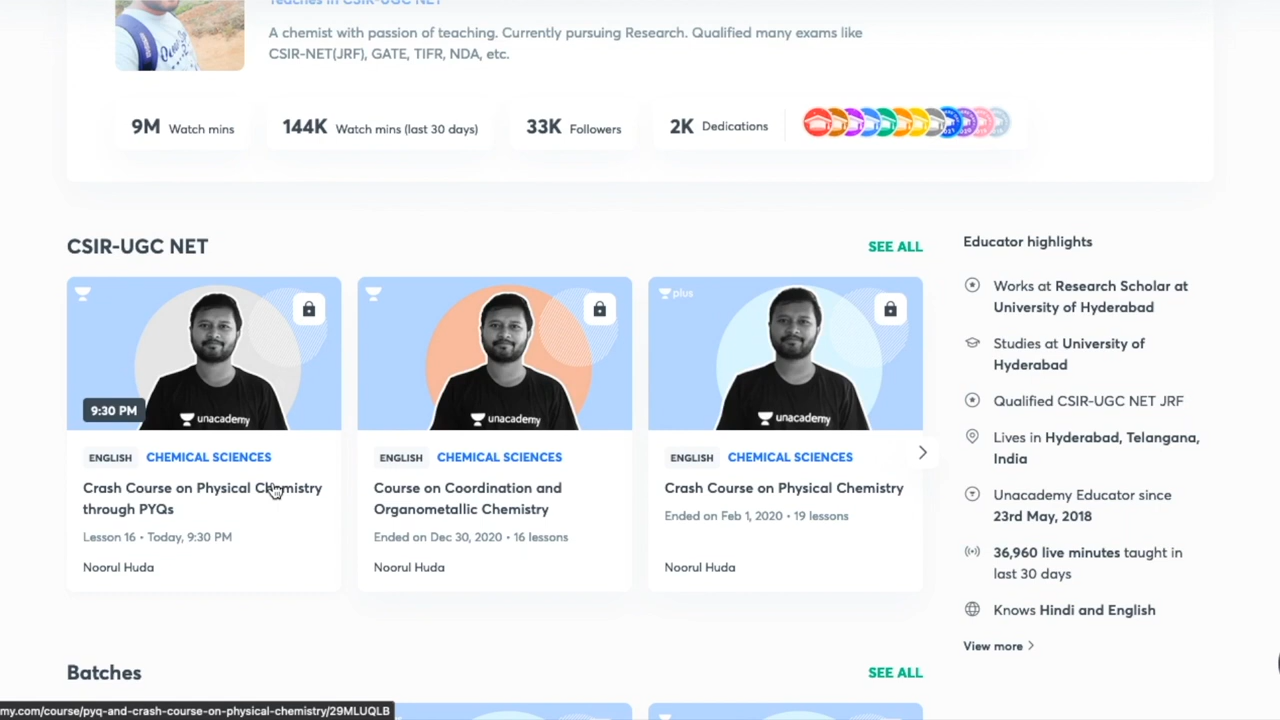 Teaches in CSIR-UGC NET
A chemist with passion of teaching. Currently pursuing Research. Qualified many exams like
CSIR-NET(JRF), GATE, TIFR, NDA, etc.
9M Watch mins
144K Watch mins (last 30 days)
33K Followers
2K Dedications
CSIR-UGC NET
SEE ALL
9:30 PM
unacademy
ENGLISH
CHEMICAL SCIENCES
Crash Course on Physical Chemistry
through PYQs
Lesson 16 • Today, 9:30 PM
Noorul Huda
unacademy
ENGLISH
CHEMICAL SCIENCES
Course on Coordination and
Organometallic Chemistry
Ended on Dec 30, 2020 • 16 lessons
Noorul Huda
plus
unacademy
ENGLISH
CHEMICAL SCIENCES
Crash Course on Physical Chemistry
Ended on Feb 1, 2020 • 19 lessons
Noorul Huda
Educator highlights
Works at Research Scholar at
University of Hyderabad
Studies at University of
Hyderabad
Qualified CSIR-UGC NET JRF
Lives in Hyderabad, Telangana,
India
Unacademy Educator since
23rd May, 2018
36,960 live minutes taught in
last 30 days
Knows Hindi and English
View more
Batches
SEE ALL
my.com/course/pyq-and-crash-course-on-physical-chemistry/29MLUQLB